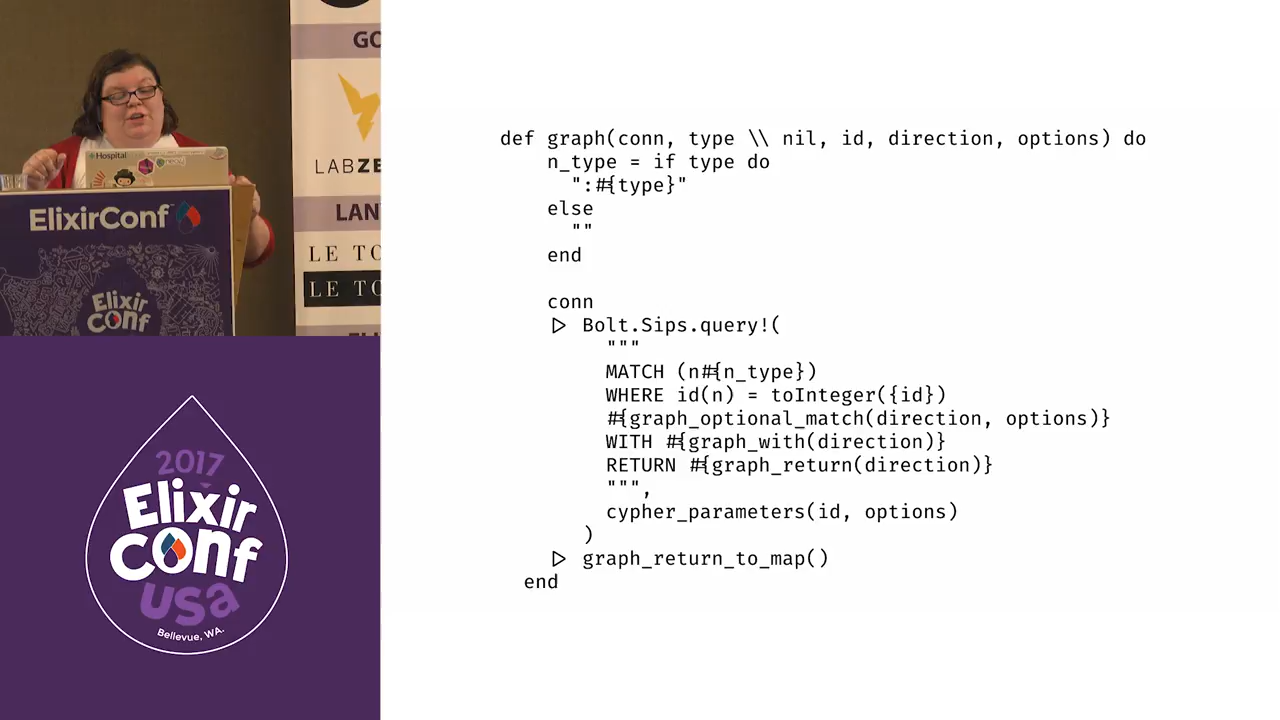 GO
LABZE
LAN
LE TO
LE TO
Hospital
ElixirConf
Elixir
Conf
2017
Elixir
Conf
USA
Bellevue, WA.
def graph(conn, type \\ nil, id, direction, options) do
n_type = if type do
":#{type}"
else
""
end
conn
|> Bolt.Sips.query!(
"""
MATCH (n#{n_type})
WHERE id(n) = toInteger({id})
#{graph_optional_match(direction, options)}
WITH #{graph_with(direction)}
RETURN #{graph_return(direction)}
""",
cypher_parameters(id, options)
)
|> graph_return_to_map()
end